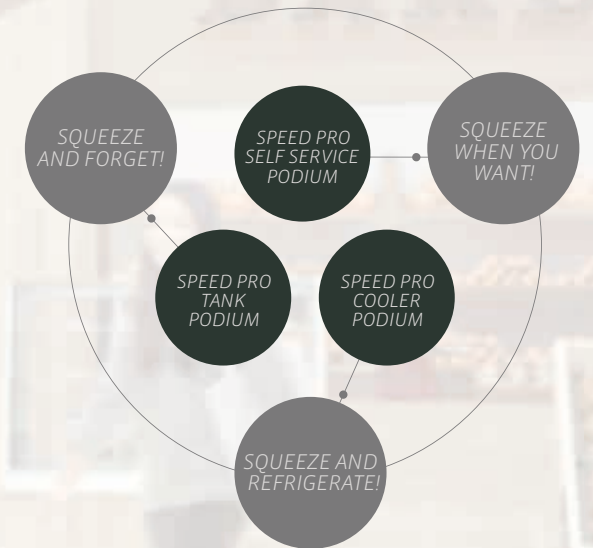 SQUEEZE
AND FORGET!
SPEED PRO
SELF SERVICE
PODIUM
SQUEEZE
WHEN YOU
WANT!
SPEED PRO
TANK
PODIUM
SPEED PRO
COOLER
PODIUM
SQUEEZE AND
REFRIGERATE!